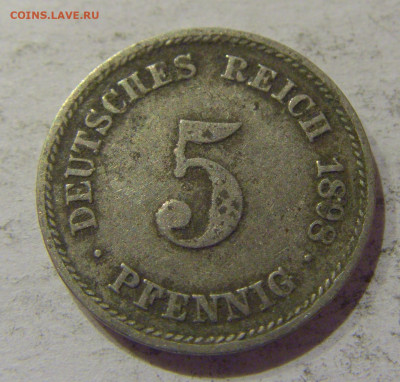 COINS.LAVE.RU
DEUTSCHES REICH 1898
5
· PFENNIG ·